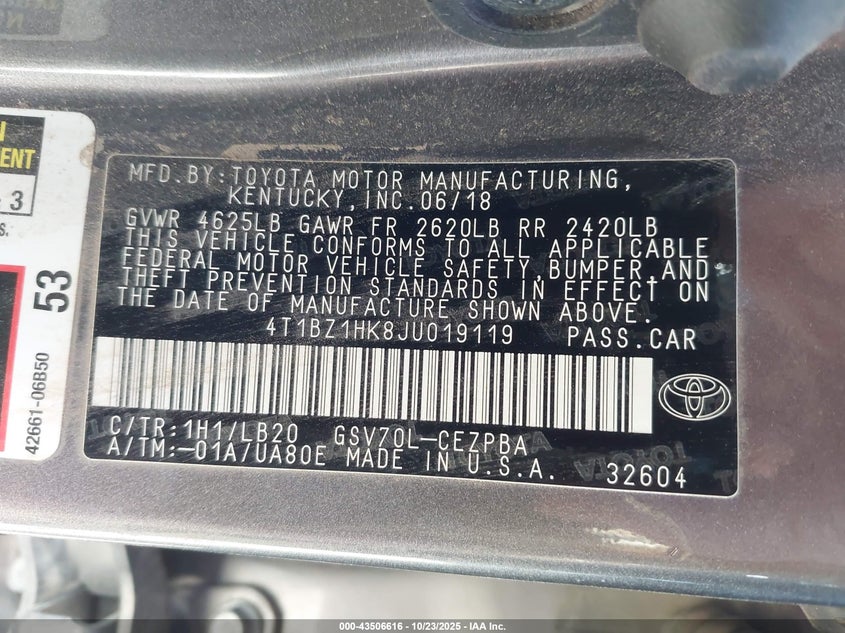 MFD.BY:TOYOTA MOTOR MANUFACTURING,
KENTUCKY,INC.06/18
GVWR 4625LB GAWR FR 2620LB RR 2420LB
THIS VEHICLE CONFORMS TO ALL APPLICABLE
FEDERAL MOTOR VEHICLE SAFETY,BUMPER,AND
THEFT PREVENTION STANDARDS IN EFFECT ON
THE DATE OF MANUFACTURE SHOWN ABOVE.
4T1BZ1HK8JU019119 PASS.CAR
C/TR:1H1/LB20 GSV70L-CEZPBA
A/TM:-01A/UA80E MADE IN U.S.A. 32604
3
53
42661-06B50
000-43506616 - 10/23/2025 - IAA Inc.